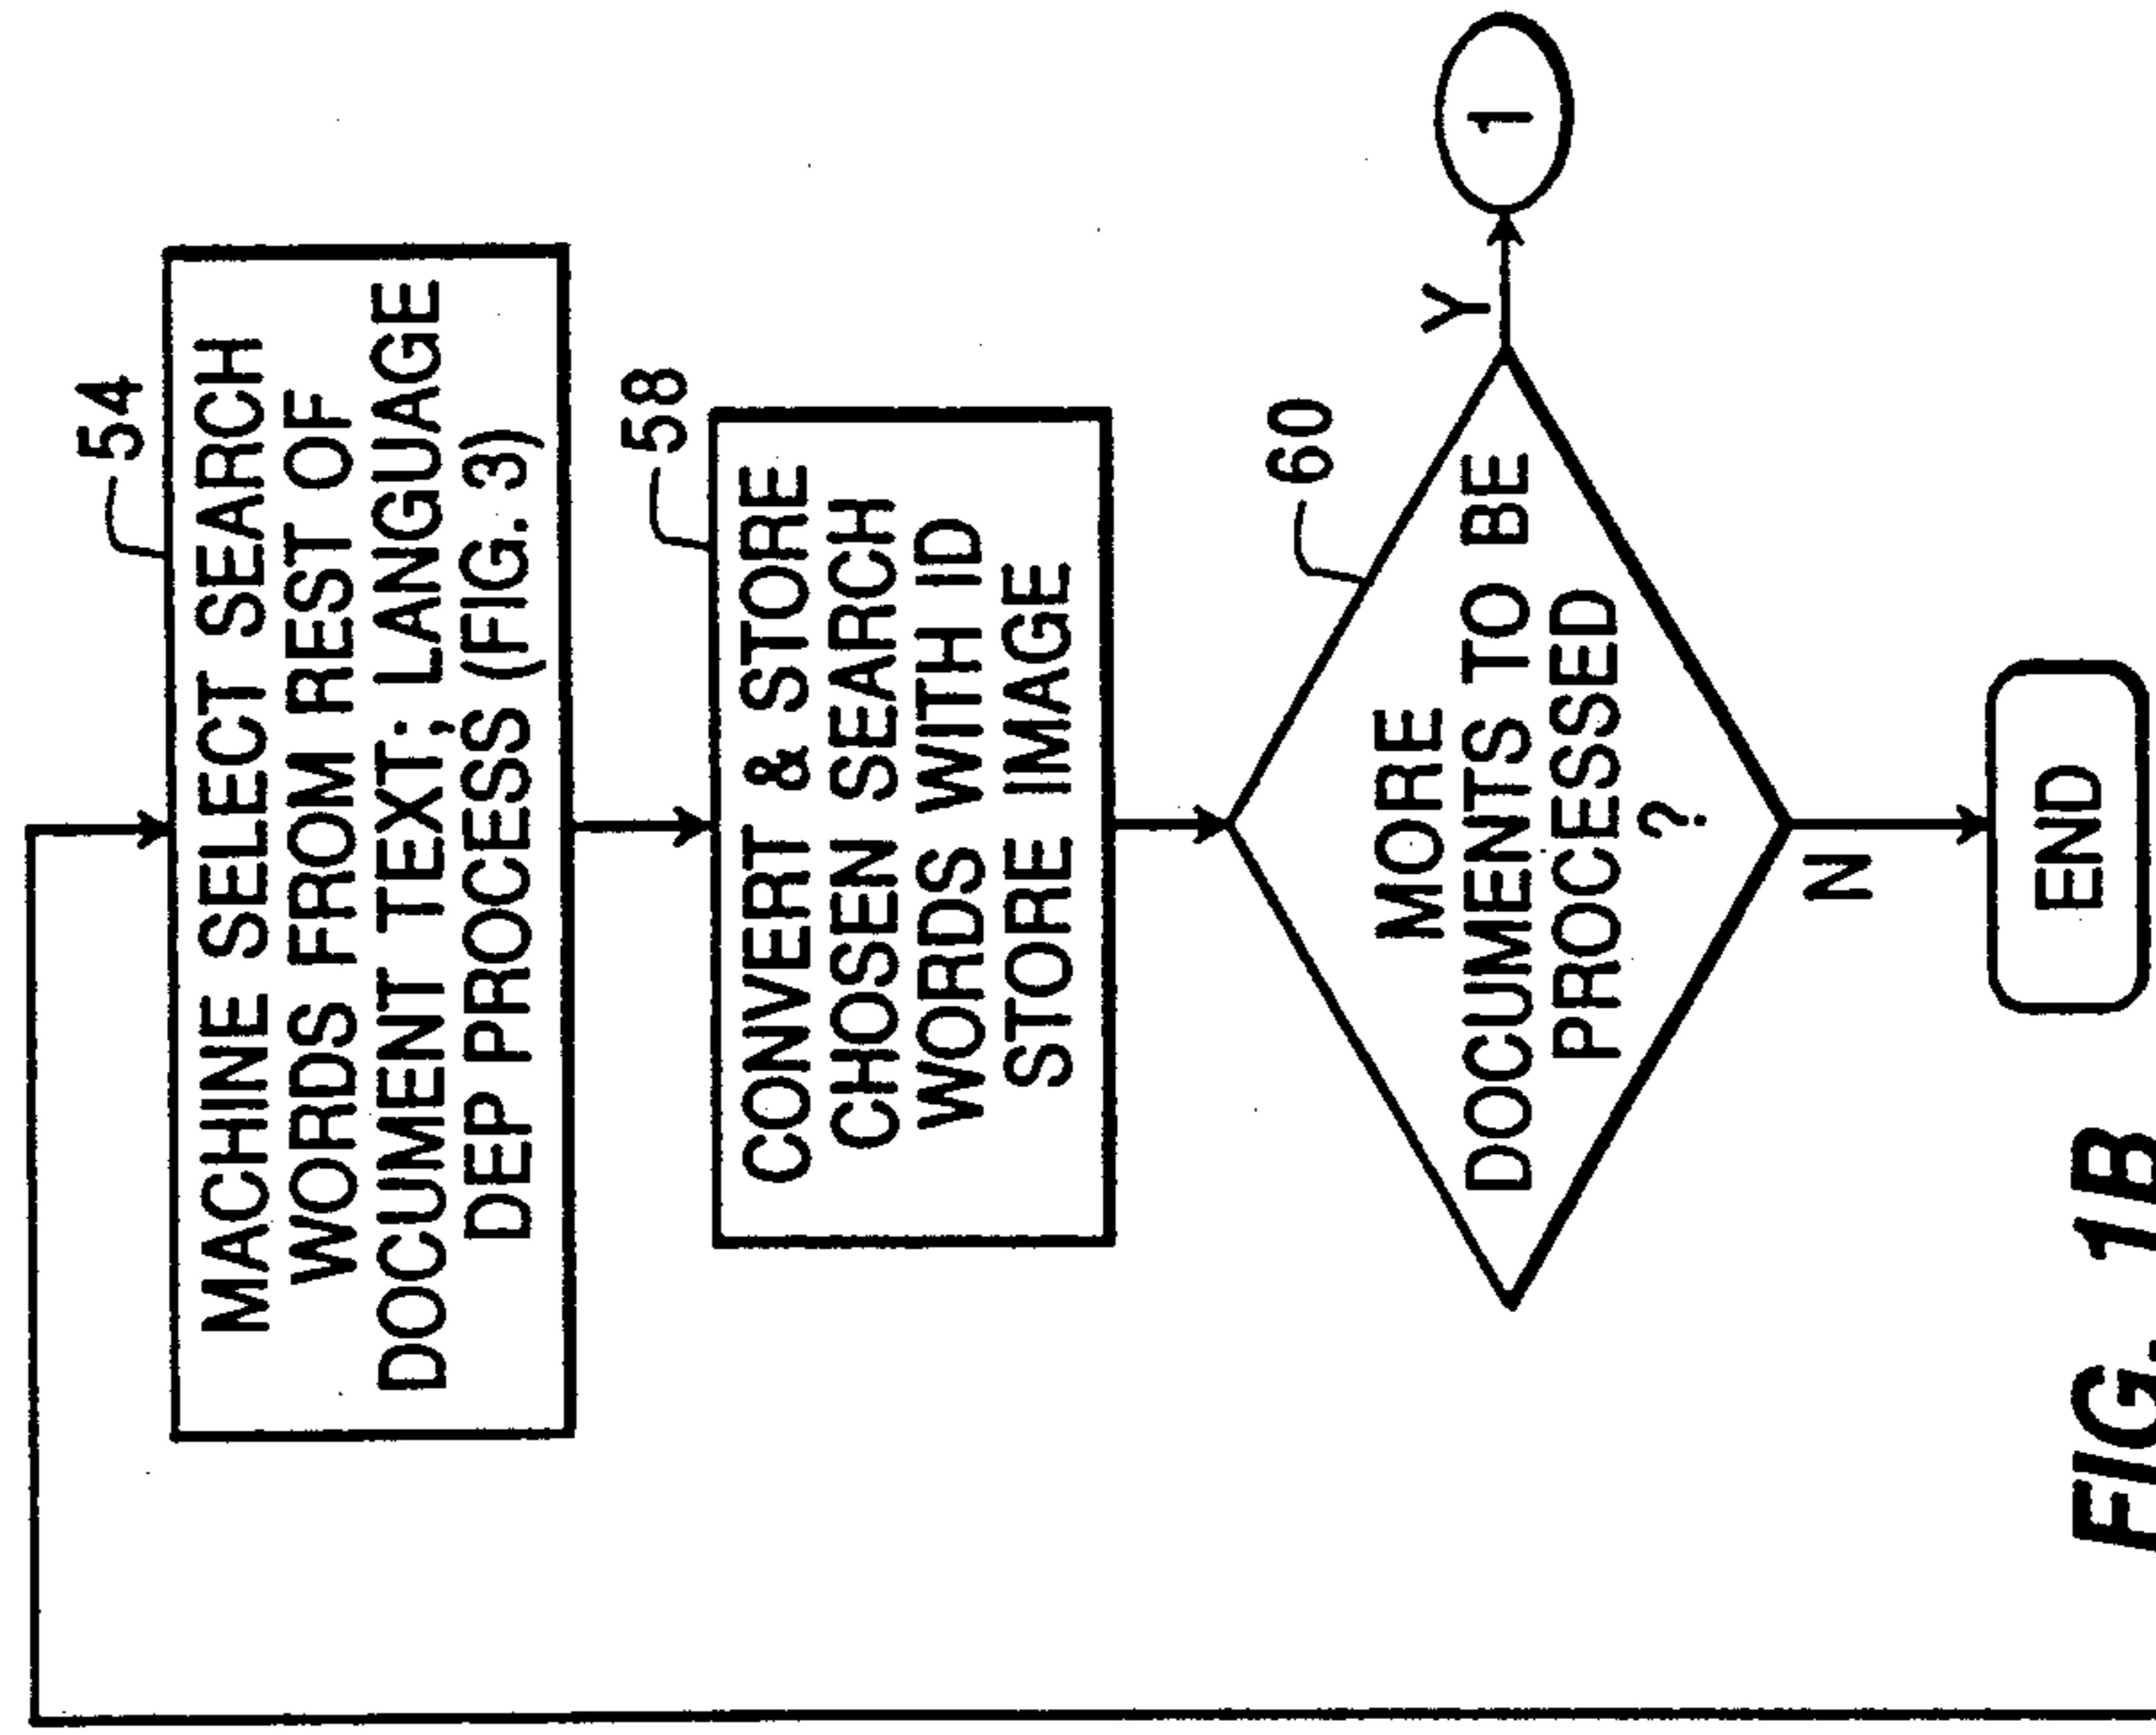 54
MACHINE SELECT SEARCH
WORDS FROM REST OF
DOCUMENT TEXT; LANGUAGE
DEP PROCESS (FIG. 3)
58
CONVERT & STORE
CHOSEN SEARCH
WORDS WITH ID
STORE IMAGE
60
MORE
DOCUMENTS TO BE
PROCESSED
?
Y
1
N
END
FIG. 1B